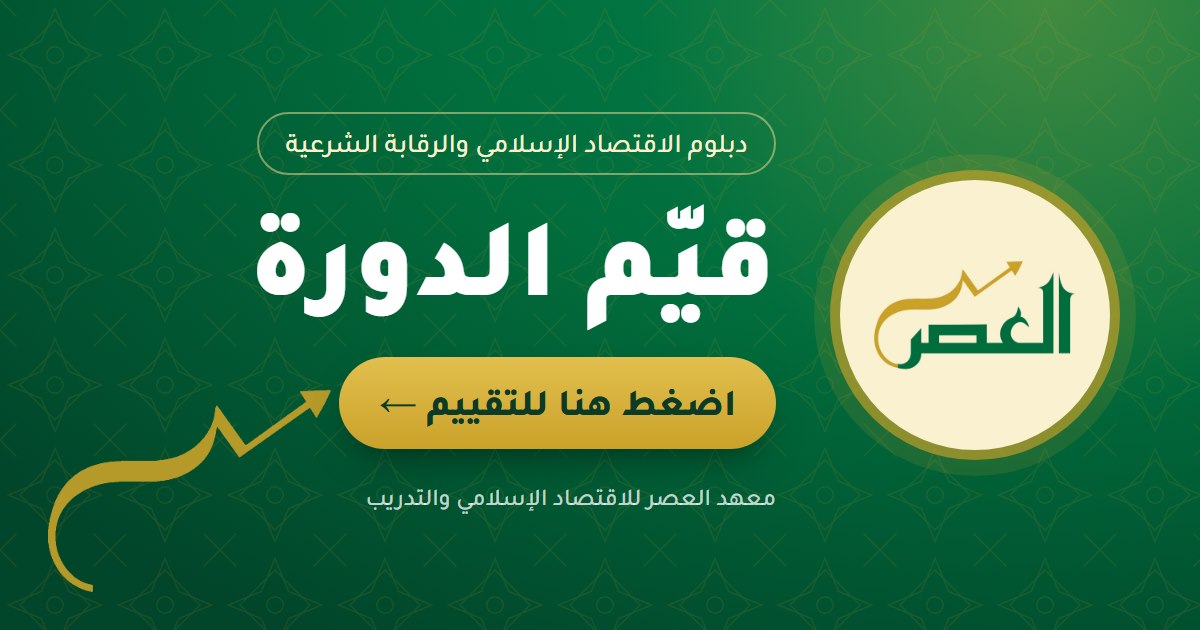 دبلوم الاقتصاد الإسلامي والرقابة الشرعية
قيّم الدورة
اضغط هنا للتقييم ←
معهد العصر للاقتصاد الإسلامي والتدريب
العصر